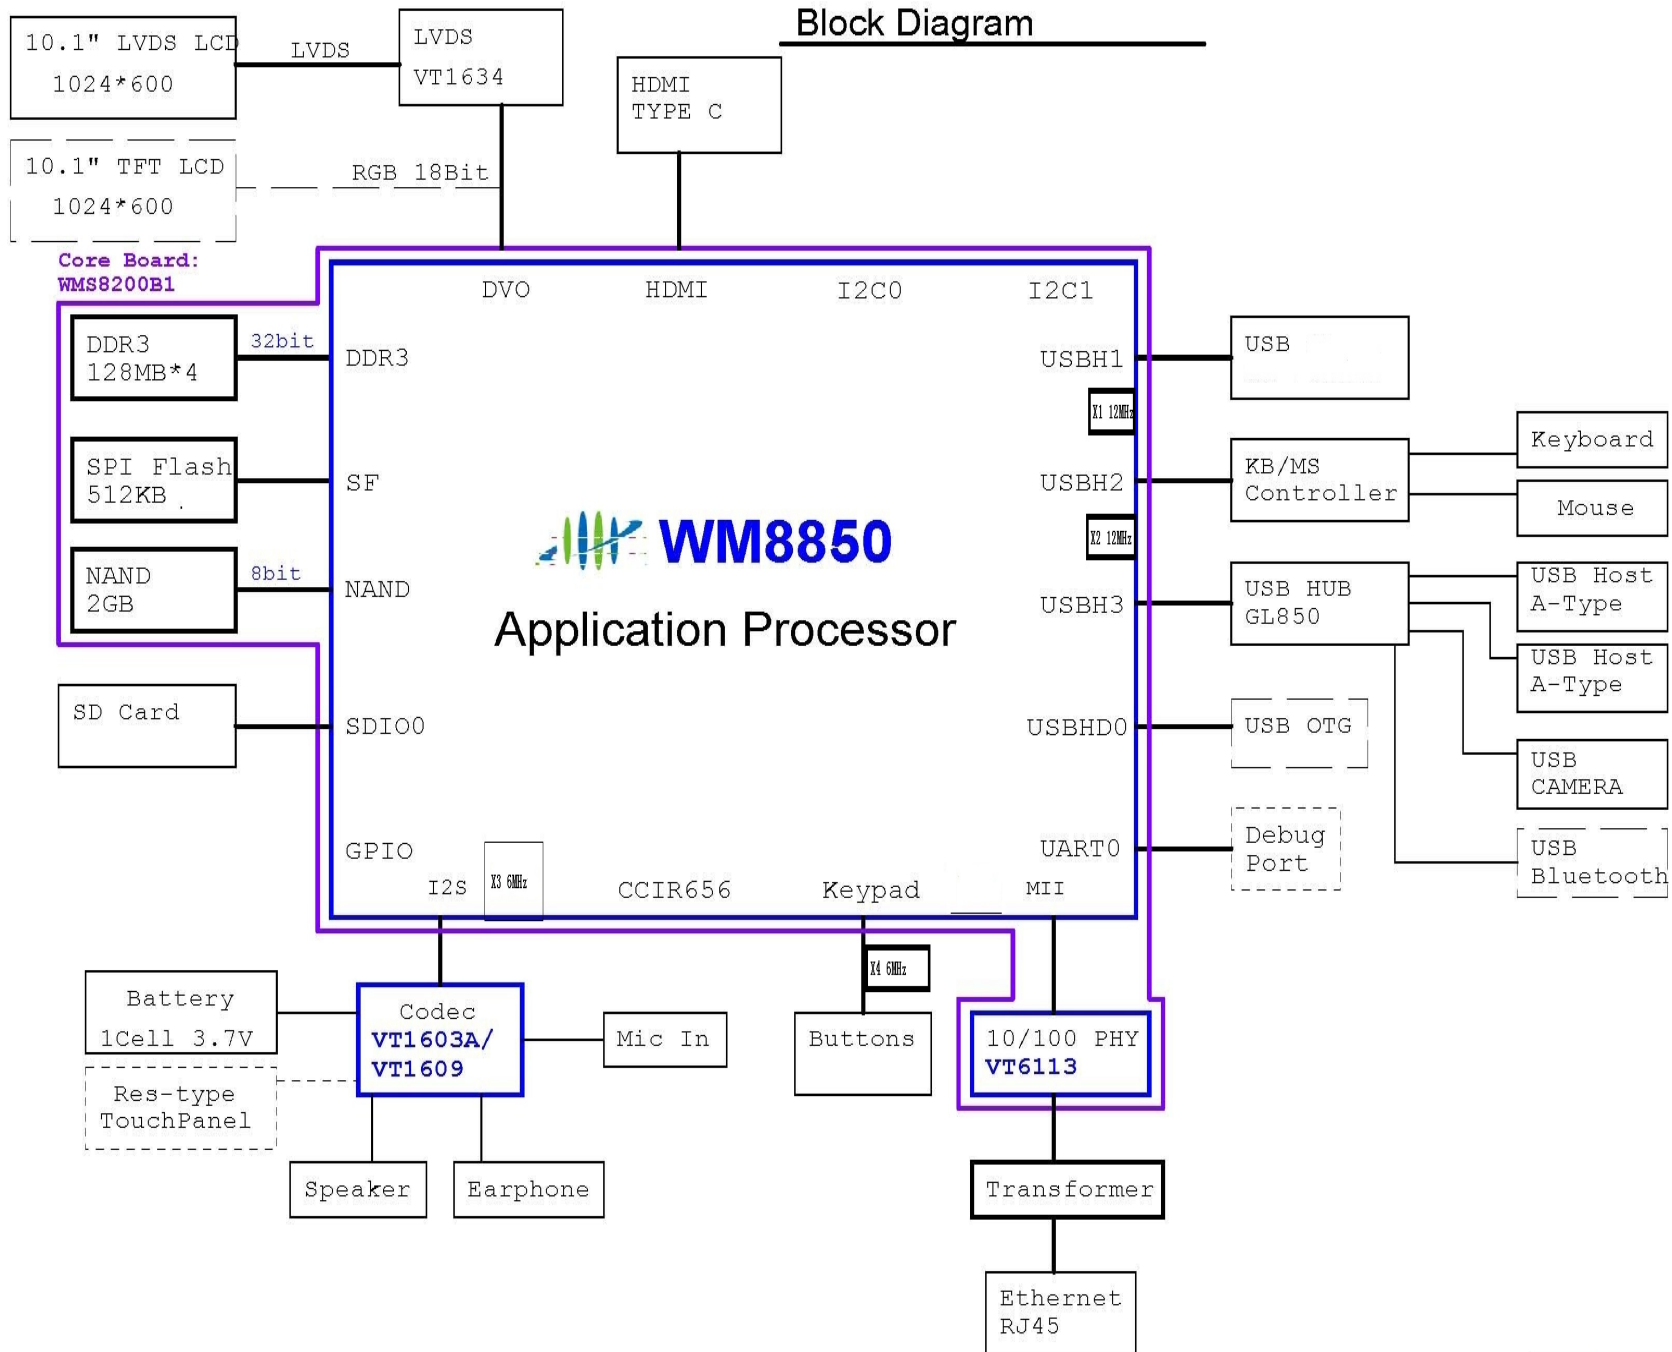 Block Diagram
10.1" LVDS LCD
1024*600
LVDS
LVDS
VT1634
HDMI
TYPE C
10.1" TFT LCD
1024*600
RGB 18Bit
Core Board:
WMS8200B1
DVO
HDMI
I2C0
I2C1
DDR3
128MB*4
32bit
DDR3
USBH1
USB
X1 12MHz
SPI Flash
512KB
SF
USBH2
KB/MS
Controller
Keyboard
Mouse
WM8850
Application Processor
X2 12MHz
NAND
2GB
8bit
NAND
USBH3
USB HUB
GL850
USB Host
A-Type
USB Host
A-Type
SD Card
SDIO0
USBHD0
USB OTG
USB
CAMERA
GPIO
UART0
Debug
Port
USB
Bluetooth
I2S
X3 6MHz
CCIR656
Keypad
MII
X4 6MHz
Battery
1Cell 3.7V
Codec
VT1603A/
VT1609
Mic In
Buttons
10/100 PHY
VT6113
Res-type
TouchPanel
Speaker
Earphone
Transformer
Ethernet
RJ45